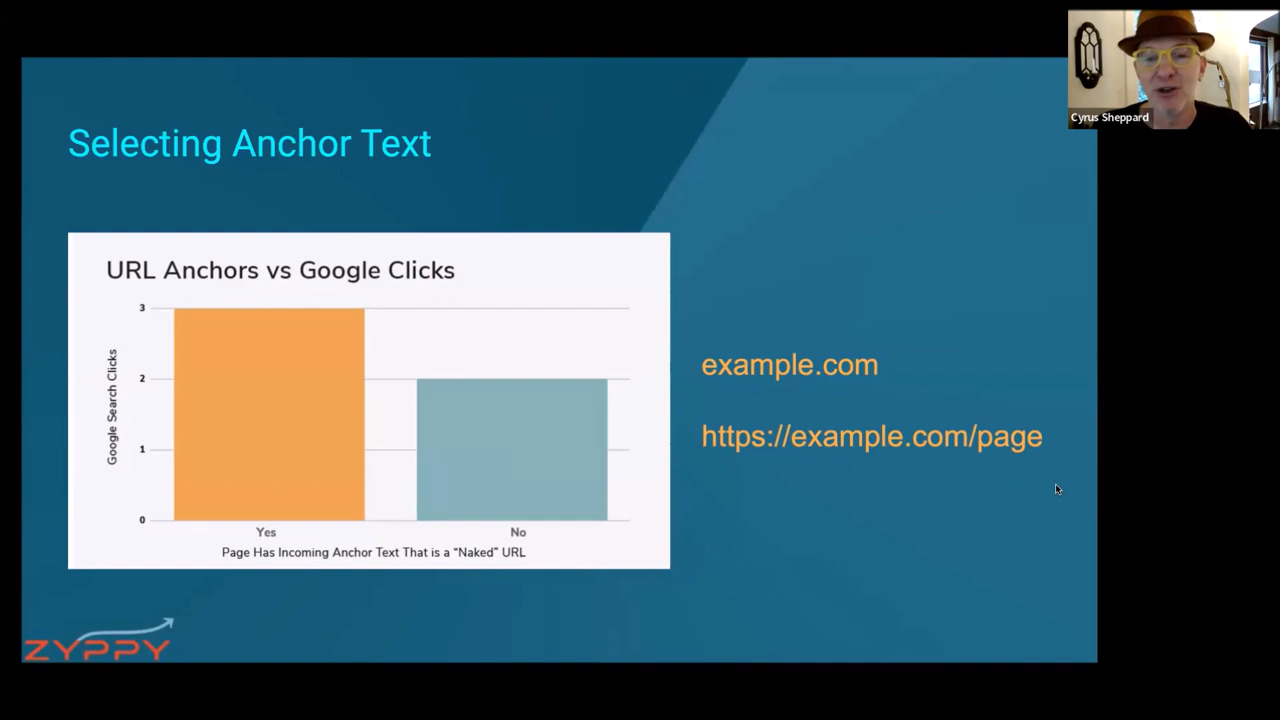 Cyrus Sheppard
Selecting Anchor Text
URL Anchors vs Google Clicks
Google Search Clicks
3
2
1
0
Yes
No
Page Has Incoming Anchor Text That is a “Naked” URL
example.com
https://example.com/page
ZYPPY